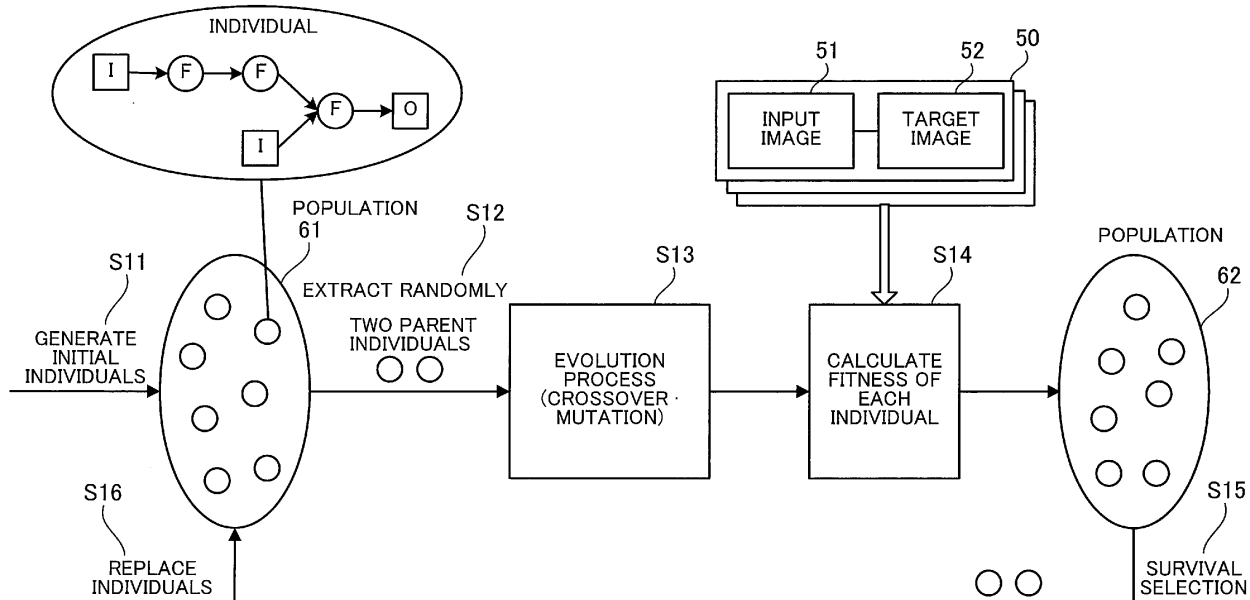 INDIVIDUAL
I
F
F
F
O
I
50
51
52
INPUT
IMAGE
TARGET
IMAGE
POPULATION
61
S12
S11
EXTRACT RANDOMLY
TWO PARENT
INDIVIDUALS
GENERATE
INITIAL
INDIVIDUALS
S13
EVOLUTION
PROCESS
(CROSSOVER ·
MUTATION)
S14
CALCULATE
FITNESS OF
EACH
INDIVIDUAL
POPULATION
62
S16
REPLACE
INDIVIDUALS
S15
SURVIVAL
SELECTION